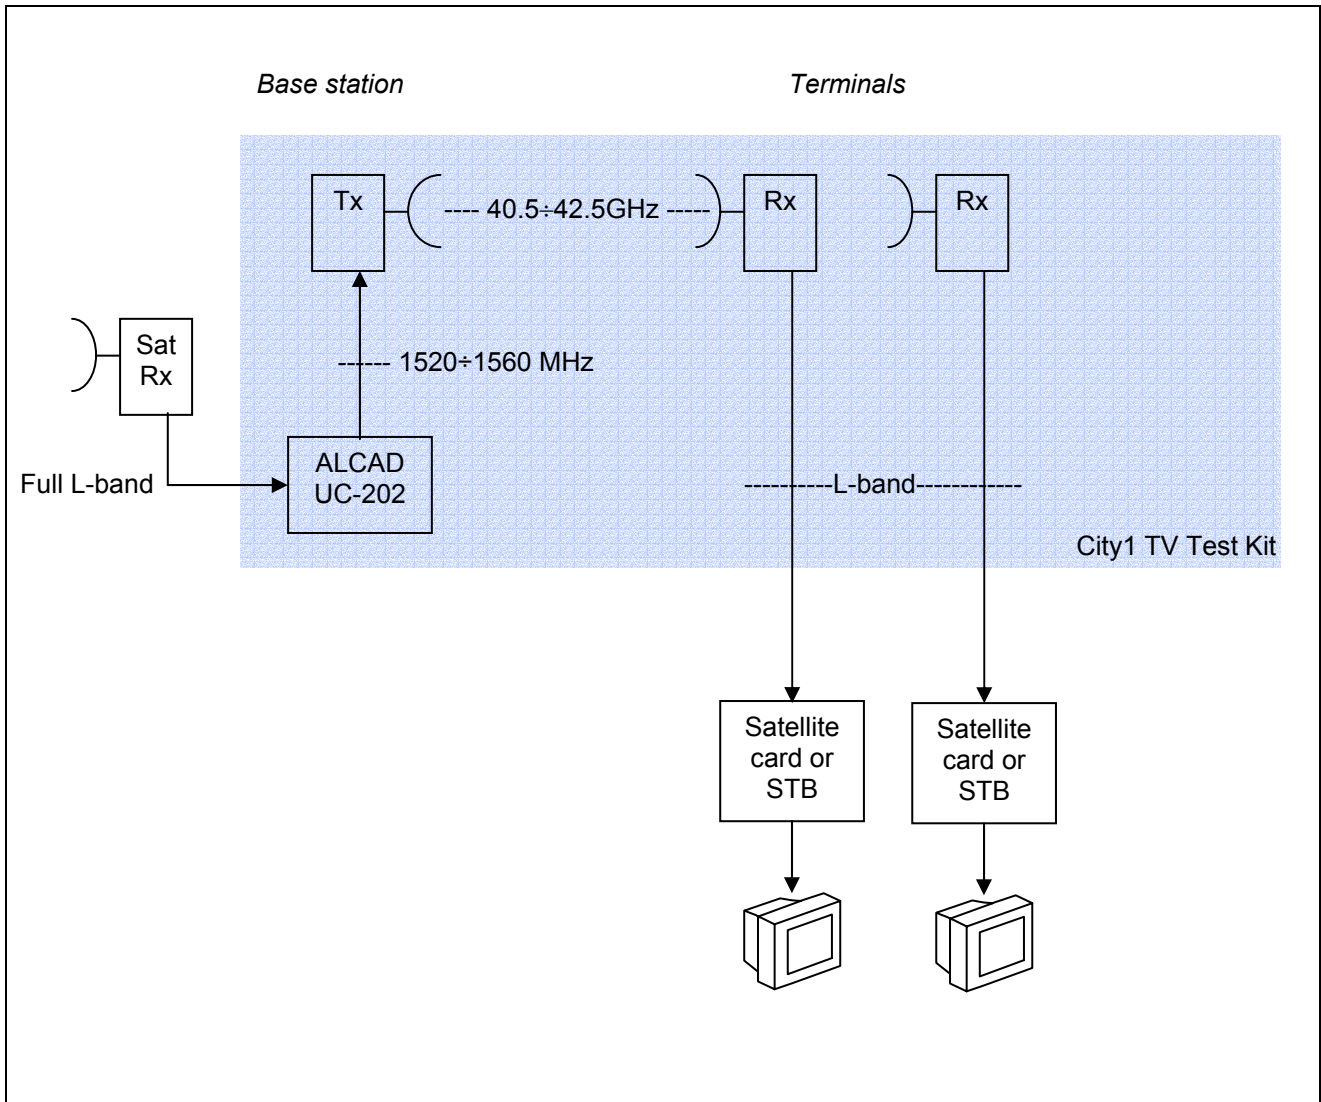 Base station
Terminals
Tx
---- 40.5÷42.5GHz -----
Rx
Rx
Sat
Rx
------ 1520÷1560 MHz
Full L-band
ALCAD
UC-202
L-band
City1 TV Test Kit
Satellite
card or
STB
Satellite
card or
STB